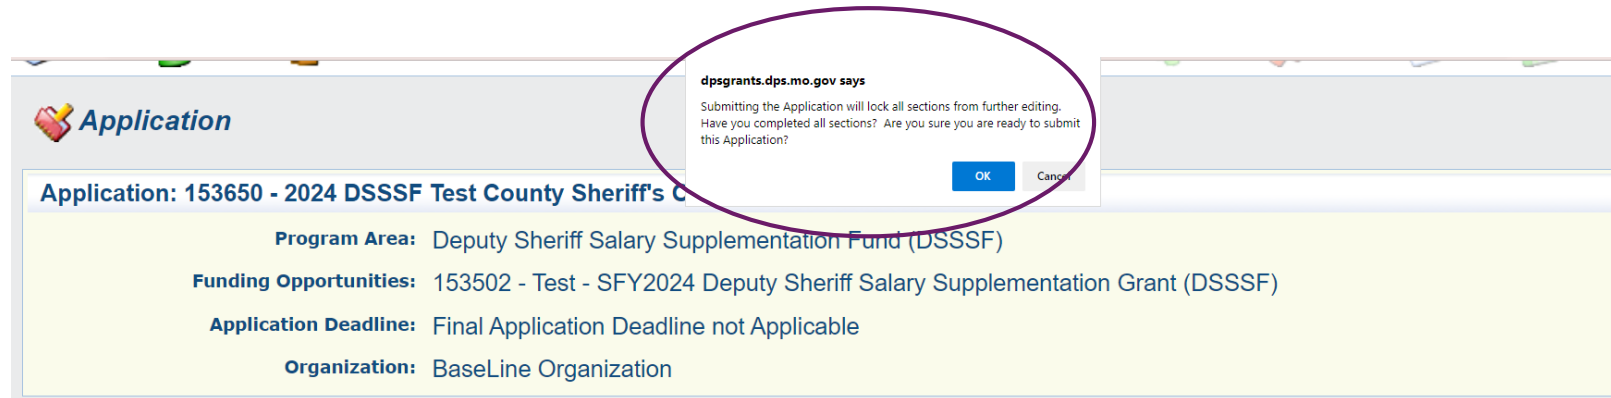 dpsgrants.dps.mo.gov says
Submitting the Application will lock all sections from further editing.
Have you completed all sections? Are you sure you are ready to submit
this Application?
OK Cancel
Application
Application: 153650 - 2024 DSSSF Test County Sheriff's
Program Area: Deputy Sheriff Salary Supplementation Fund (DSSSF)
Funding Opportunities: 153502 - Test - SFY2024 Deputy Sheriff Salary Supplementation Grant (DSSSF)
Application Deadline: Final Application Deadline not Applicable
Organization: BaseLine Organization